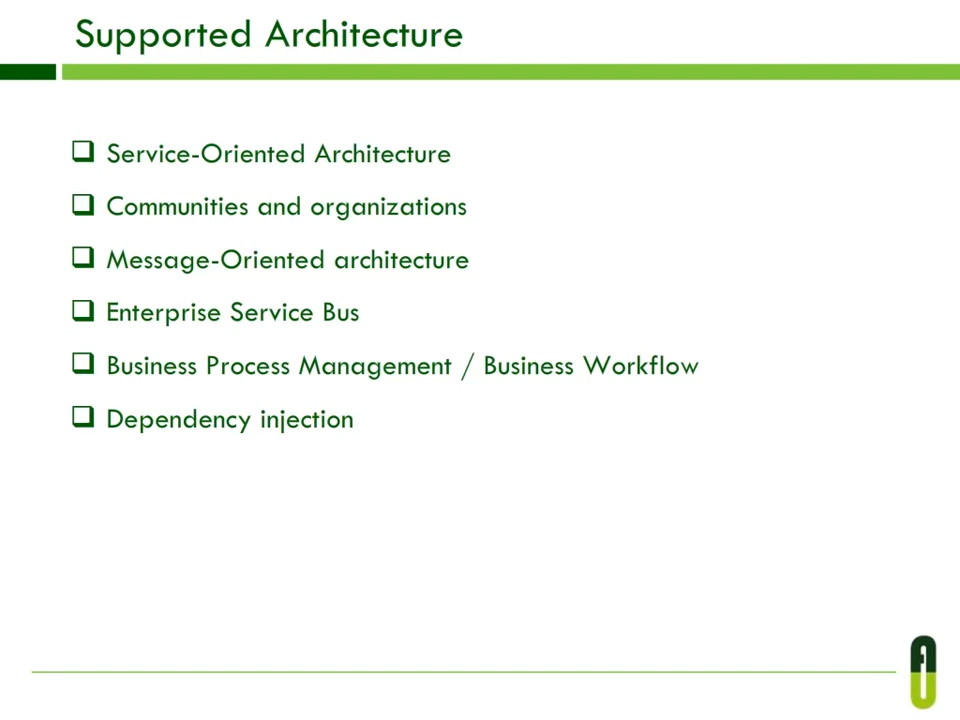 Supported Architecture
Service-Oriented Architecture
Communities and organizations
Message-Oriented architecture
Enterprise Service Bus
Business Process Management / Business Workflow
Dependency injection